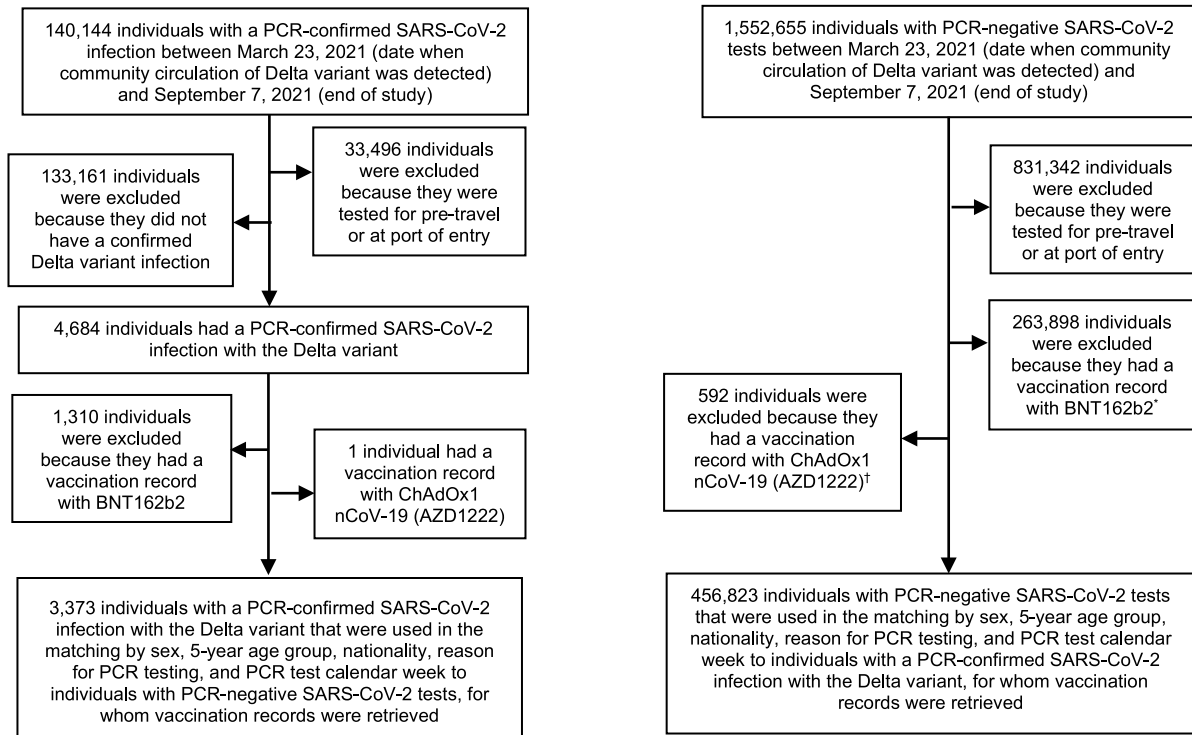 140,144 individuals with a PCR-confirmed SARS-CoV-2
infection between March 23, 2021 (date when
community circulation of Delta variant was detected)
and September 7, 2021 (end of study)
33,496 individuals
were excluded
because they were
tested for pre-travel
or at port of entry
133,161 individuals
were excluded
because they did not
have a confirmed
Delta variant infection
4,684 individuals had a PCR-confirmed SARS-CoV-2
infection with the Delta variant
1,310 individuals
were excluded
because they had a
vaccination record
with BNT162b2
1 individual had a
vaccination record
with ChAdOx1
nCoV-19 (AZD1222)
3,373 individuals with a PCR-confirmed SARS-CoV-2
infection with the Delta variant that were used in the
matching by sex, 5-year age group, nationality, reason
for PCR testing, and PCR test calendar week to
individuals with PCR-negative SARS-CoV-2 tests, for
whom vaccination records were retrieved
1,552,655 individuals with PCR-negative SARS-CoV-2
tests between March 23, 2021 (date when community
circulation of Delta variant was detected) and
September 7, 2021 (end of study)
831,342 individuals
were excluded
because they were
tested for pre-travel
or at port of entry
263,898 individuals
were excluded
because they had a
vaccination record
with BNT162b2*
592 individuals were
excluded because they
had a vaccination
record with ChAdOx1
nCoV-19 (AZD1222)†
456,823 individuals with PCR-negative SARS-CoV-2 tests
that were used in the matching by sex, 5-year age group,
nationality, reason for PCR testing, and PCR test calendar
week to individuals with a PCR-confirmed SARS-CoV-2
infection with the Delta variant, for whom vaccination
records were retrieved